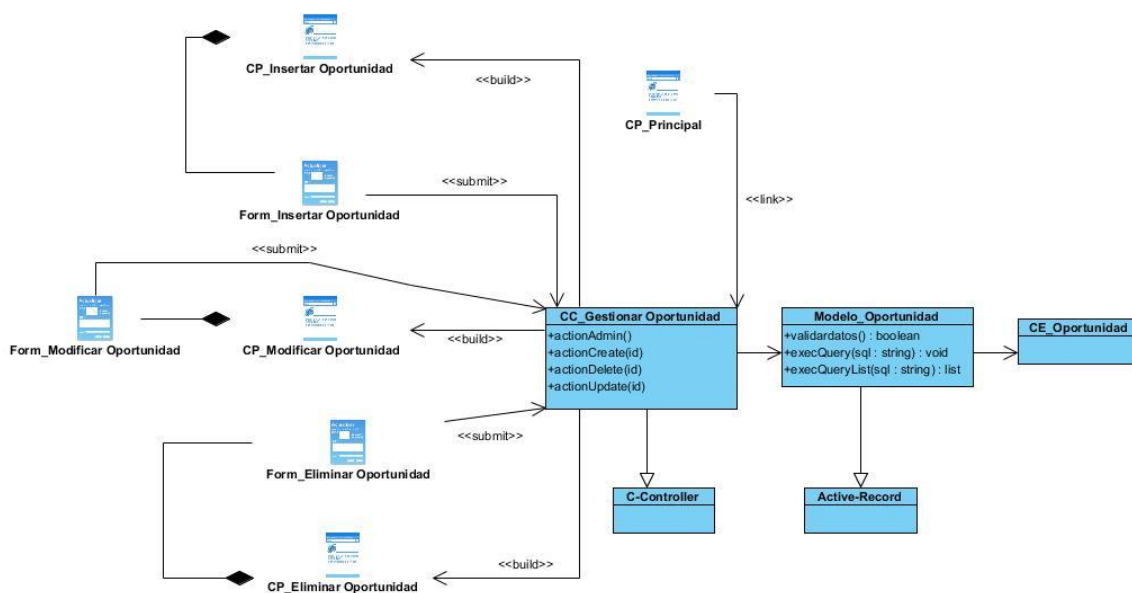 CP_Insertar Oportunidad
<<build>>
CP_Principal
<<submit>>
Form_Insertar Oportunidad
<<link>>
<<submit>>
Form_Modificar Oportunidad
CP_Modificar Oportunidad
<<build>>
CC_Gestionar Oportunidad
+actionAdmin()
+actionCreate(id)
+actionDelete(id)
+actionUpdate(id)
Modelo_Oportunidad
+validardatos() : boolean
+execQuery(sql : string) : void
+execQueryList(sql : string) : list
CE_Oportunidad
<<submit>>
Form_Eliminar Oportunidad
C-Controller
Active-Record
<<build>>
CP_Eliminar Oportunidad